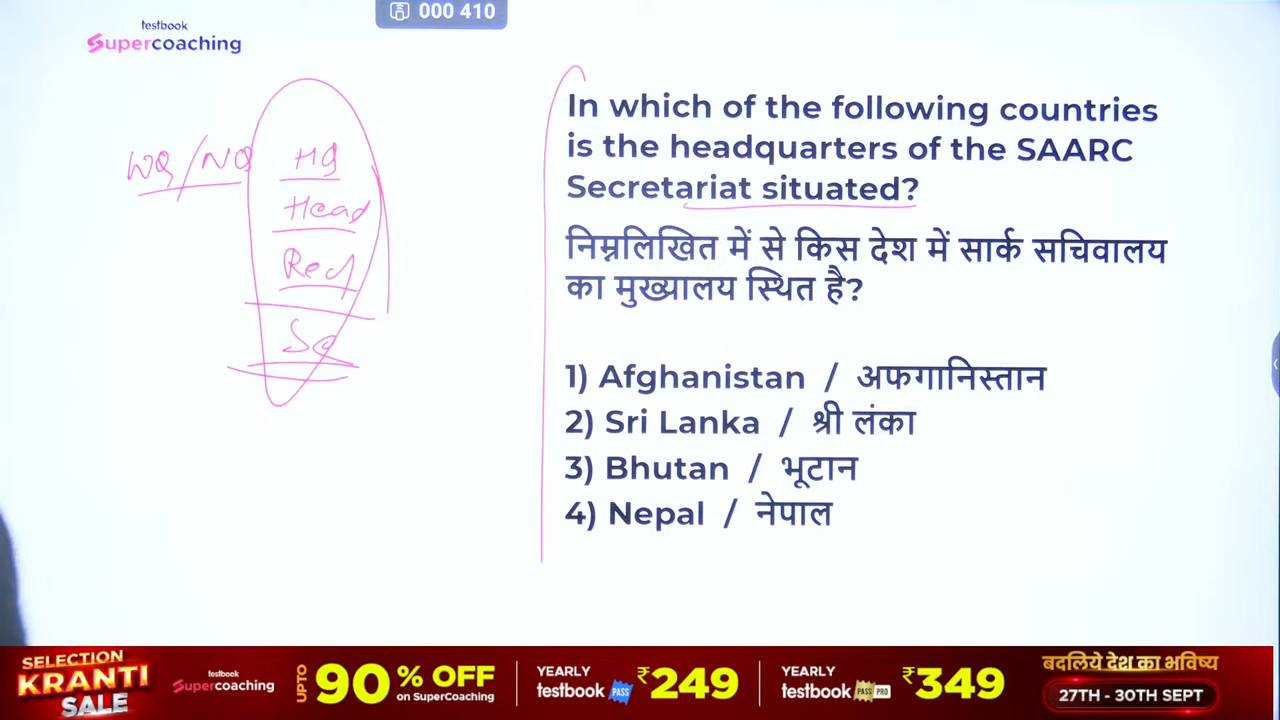 testbook
Supercoaching
000 410
WQ/NQ
HQ
Head
In which of the following countries
is the headquarters of the SAARC
Secretariat situated?
निम्नलिखित में से किस देश में सार्क सचिवालय
का मुख्यालय स्थित है?
1) Afghanistan / अफगानिस्तान
2) Sri Lanka / श्री लंका
3) Bhutan / भूटान
4) Nepal / नेपाल
SELECTION
KRANTI
SALE
testbook
Supercoaching
UPTO 90% OFF
on SuperCoaching
YEARLY
testbook PASS ₹249
YEARLY
testbook PASS PRO ₹349
बदलिये देश का भविष्य
27TH - 30TH SEPT